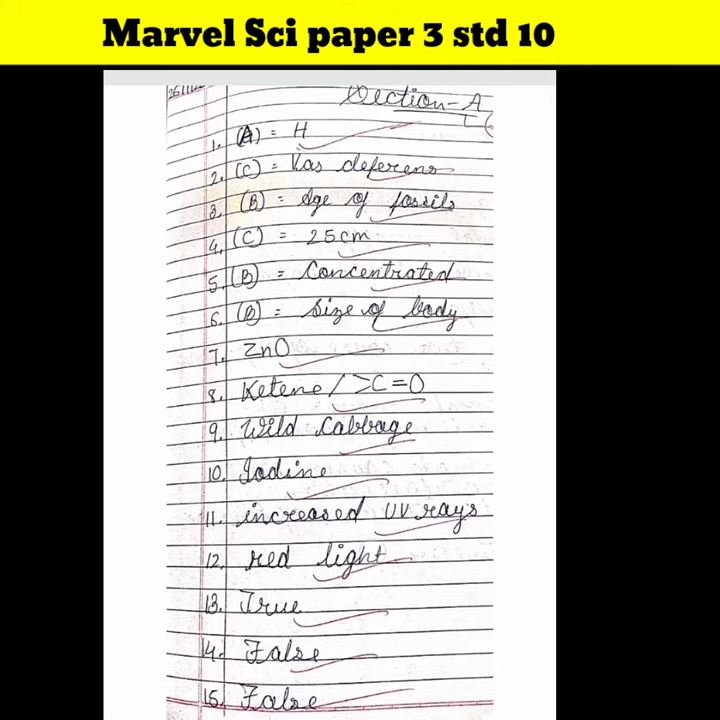 Marvel Sci paper 3 std 10
Section-A
1. (A) = H
2. (C) = Vas deferens
3. (B) = Age of fossils
4. (C) = 25cm
5. (B) = Concentrated
6. (B) = Size of body
7. ZnO
8. Ketene / >C=O
9. Wild Cabbage
10. Iodine
11. increased UV rays
12. red light
13. True
14. False
15. False